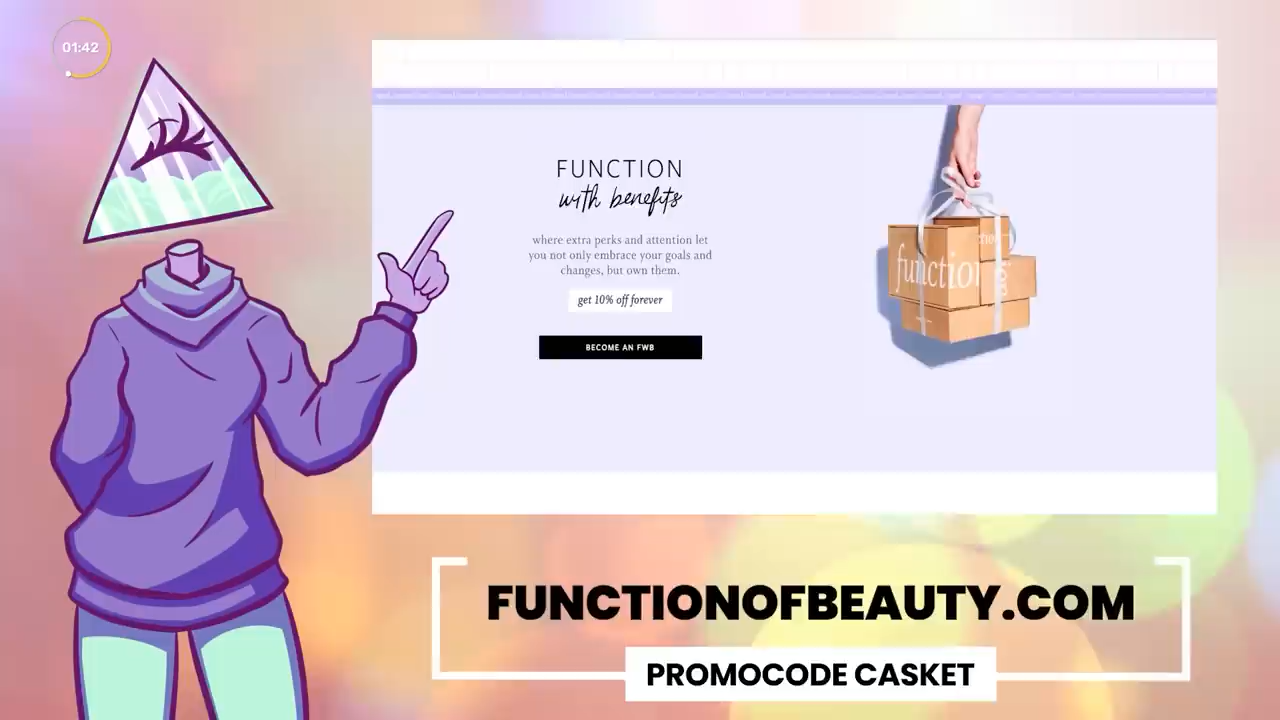 01:42
FUNCTION
with benefits
where extra perks and attention let
you not only embrace your goals and
changes, but own them.
get 10% off forever
BECOME AN FWB
function
FUNCTIONOFBEAUTY.COM
PROMOCODE CASKET